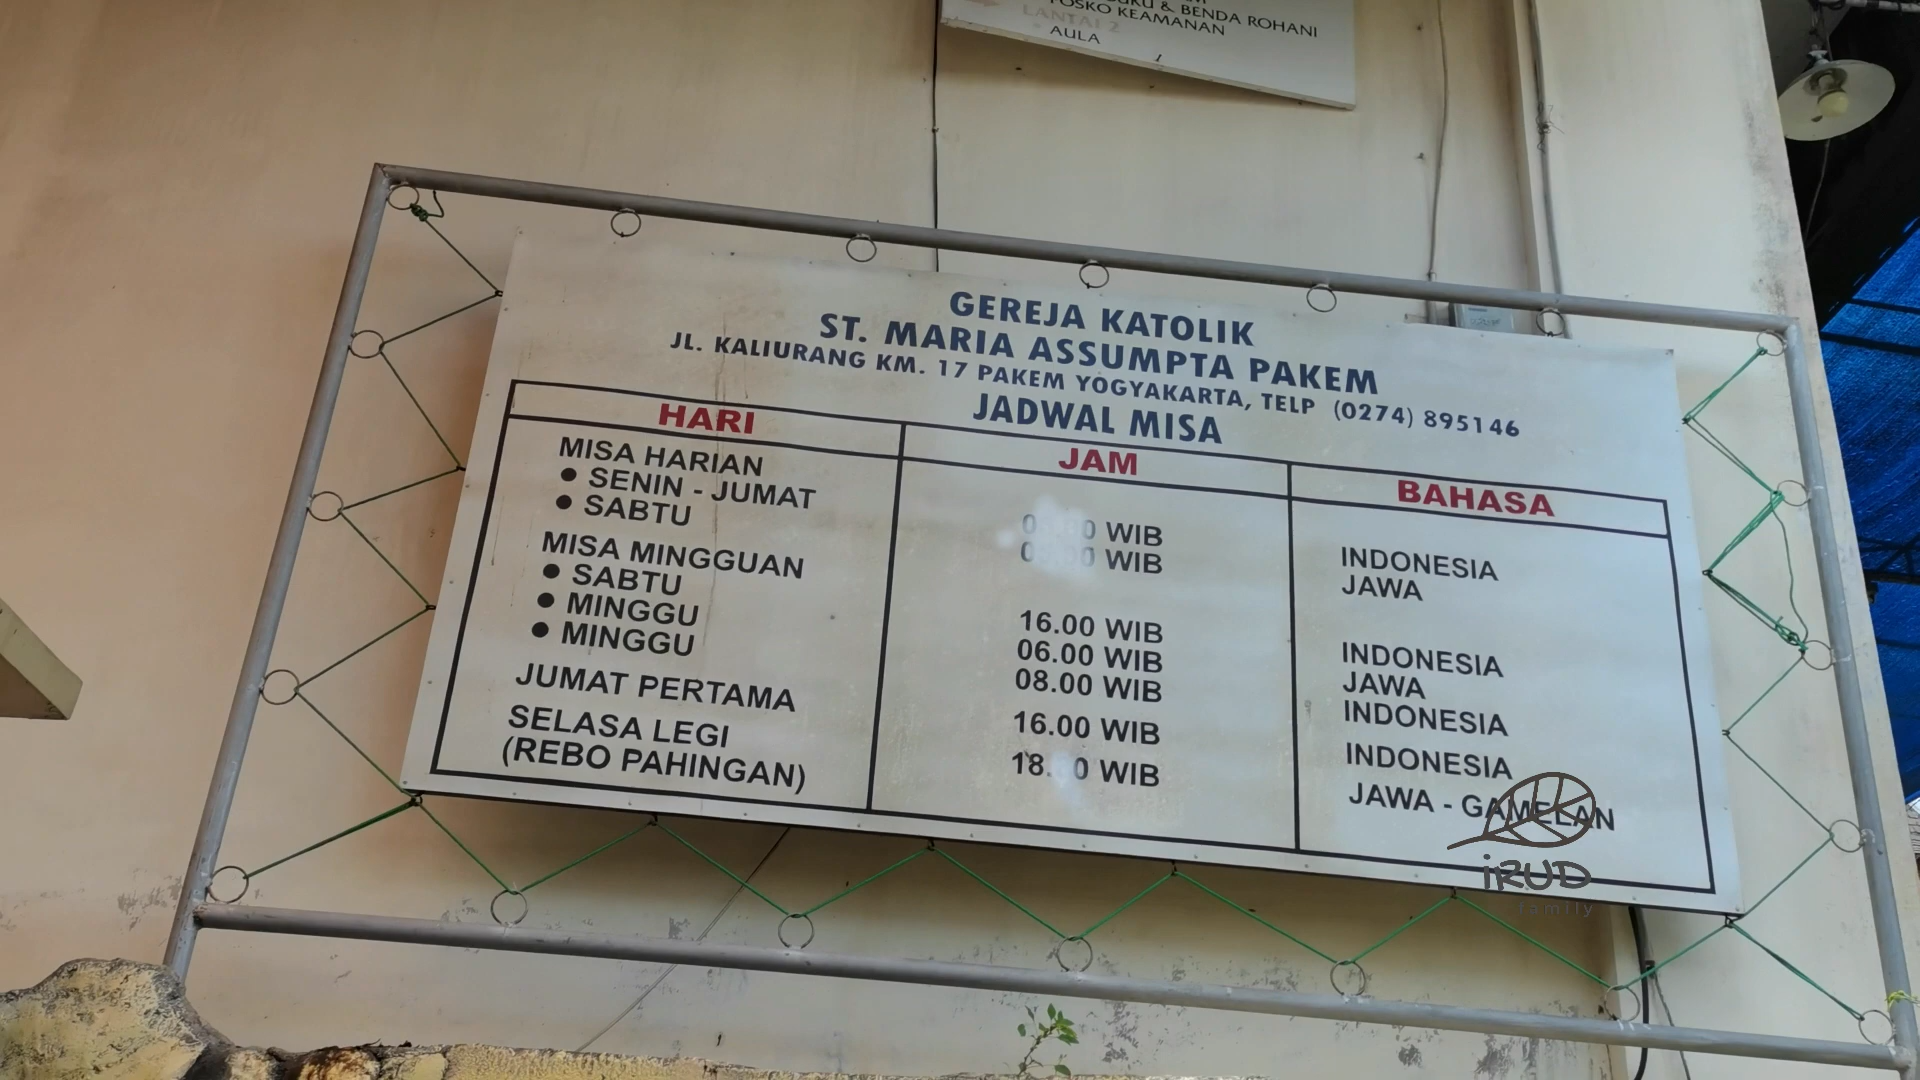 BUKU & BENDA ROHANI
POSKO KEAMANAN
LANTAI 2
AULA
GEREJA KATOLIK
ST. MARIA ASSUMPTA PAKEM
JL. KALIURANG KM. 17 PAKEM YOGYAKARTA, TELP (0274) 895146
JADWAL MISA
HARI JAM BAHASA
MISA HARIAN
• SENIN - JUMAT WIB INDONESIA
• SABTU WIB JAWA
MISA MINGGUAN
• SABTU 16.00 WIB INDONESIA
• MINGGU 06.00 WIB JAWA
• MINGGU 08.00 WIB INDONESIA
JUMAT PERTAMA 16.00 WIB INDONESIA
SELASA LEGI WIB JAWA - GAMELAN
(REBO PAHINGAN)
iRUD
family